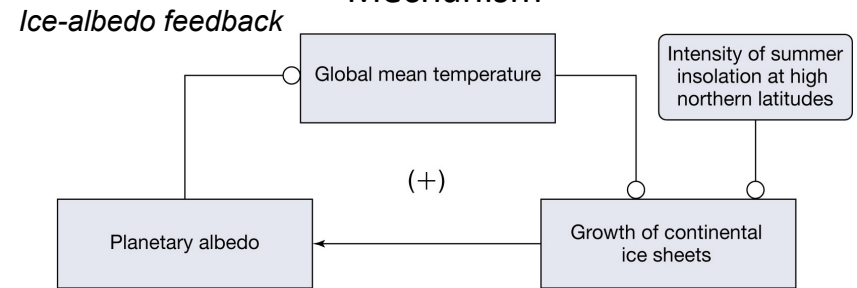 Ice-albedo feedback
Global mean temperature
Intensity of summer
insolation at high
northern latitudes
(+)
Planetary albedo
Growth of continental
ice sheets